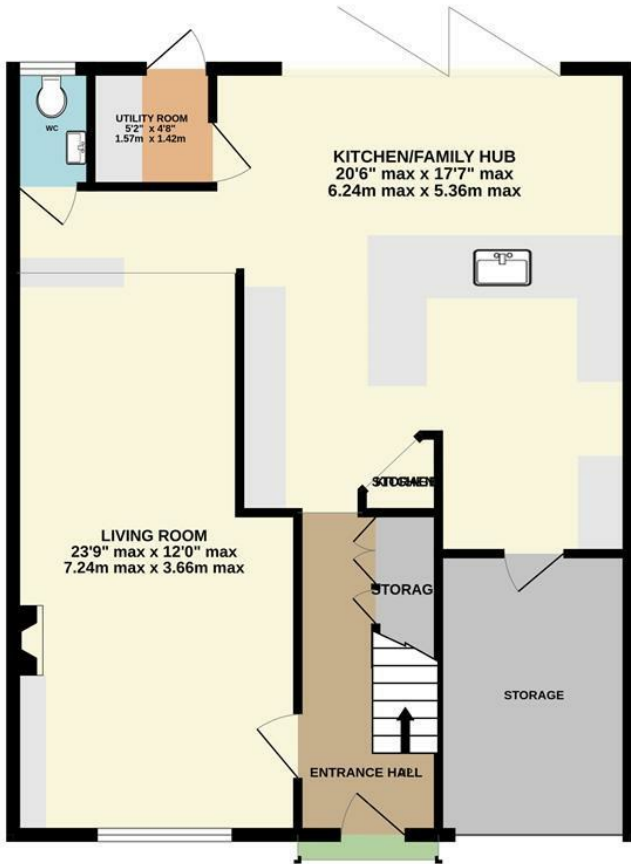 WC
UTILITY ROOM
5'2" x 4'8"
1.57m x 1.42m
KITCHEN/FAMILY HUB
20'6" max x 17'7" max
6.24m max x 5.36m max
LIVING ROOM
23'9" max x 12'0" max
7.24m max x 3.66m max
STORAG
STORAGE
ENTRANCE HALL